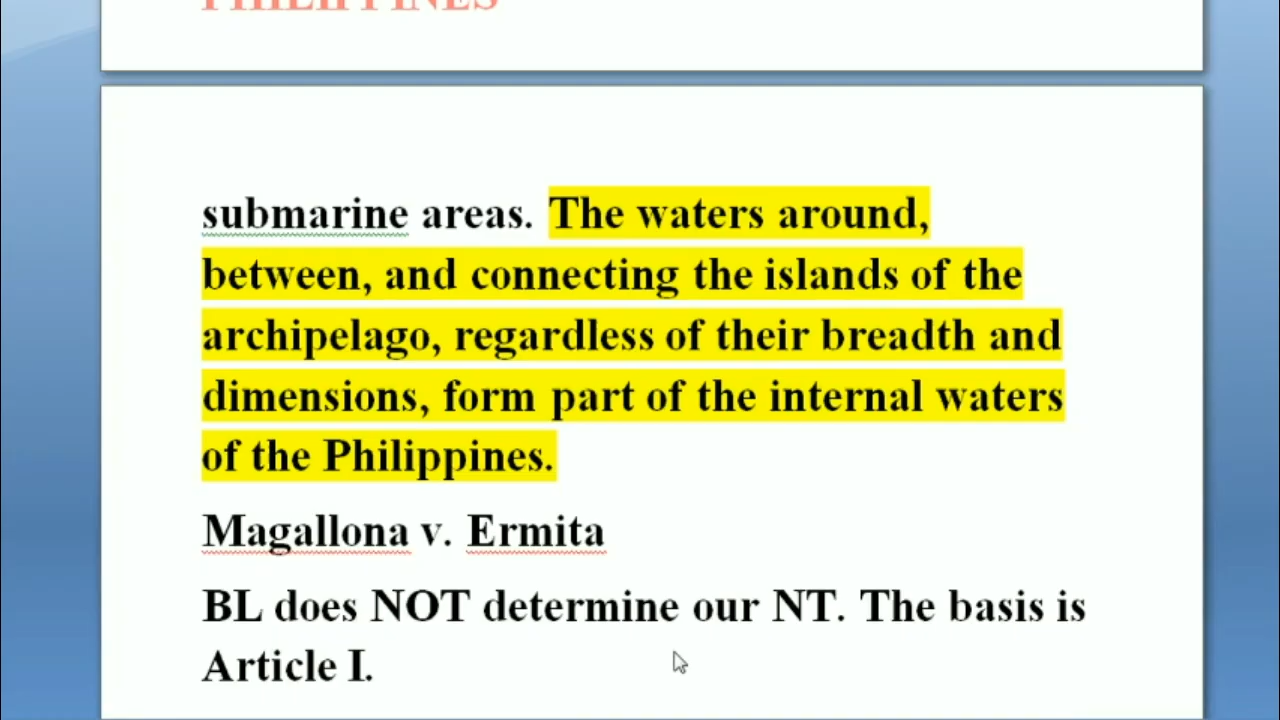 PHILIPPINES
submarine areas. The waters around,
between, and connecting the islands of the
archipelago, regardless of their breadth and
dimensions, form part of the internal waters
of the Philippines.
Magallona v. Ermita
BL does NOT determine our NT. The basis is
Article I.